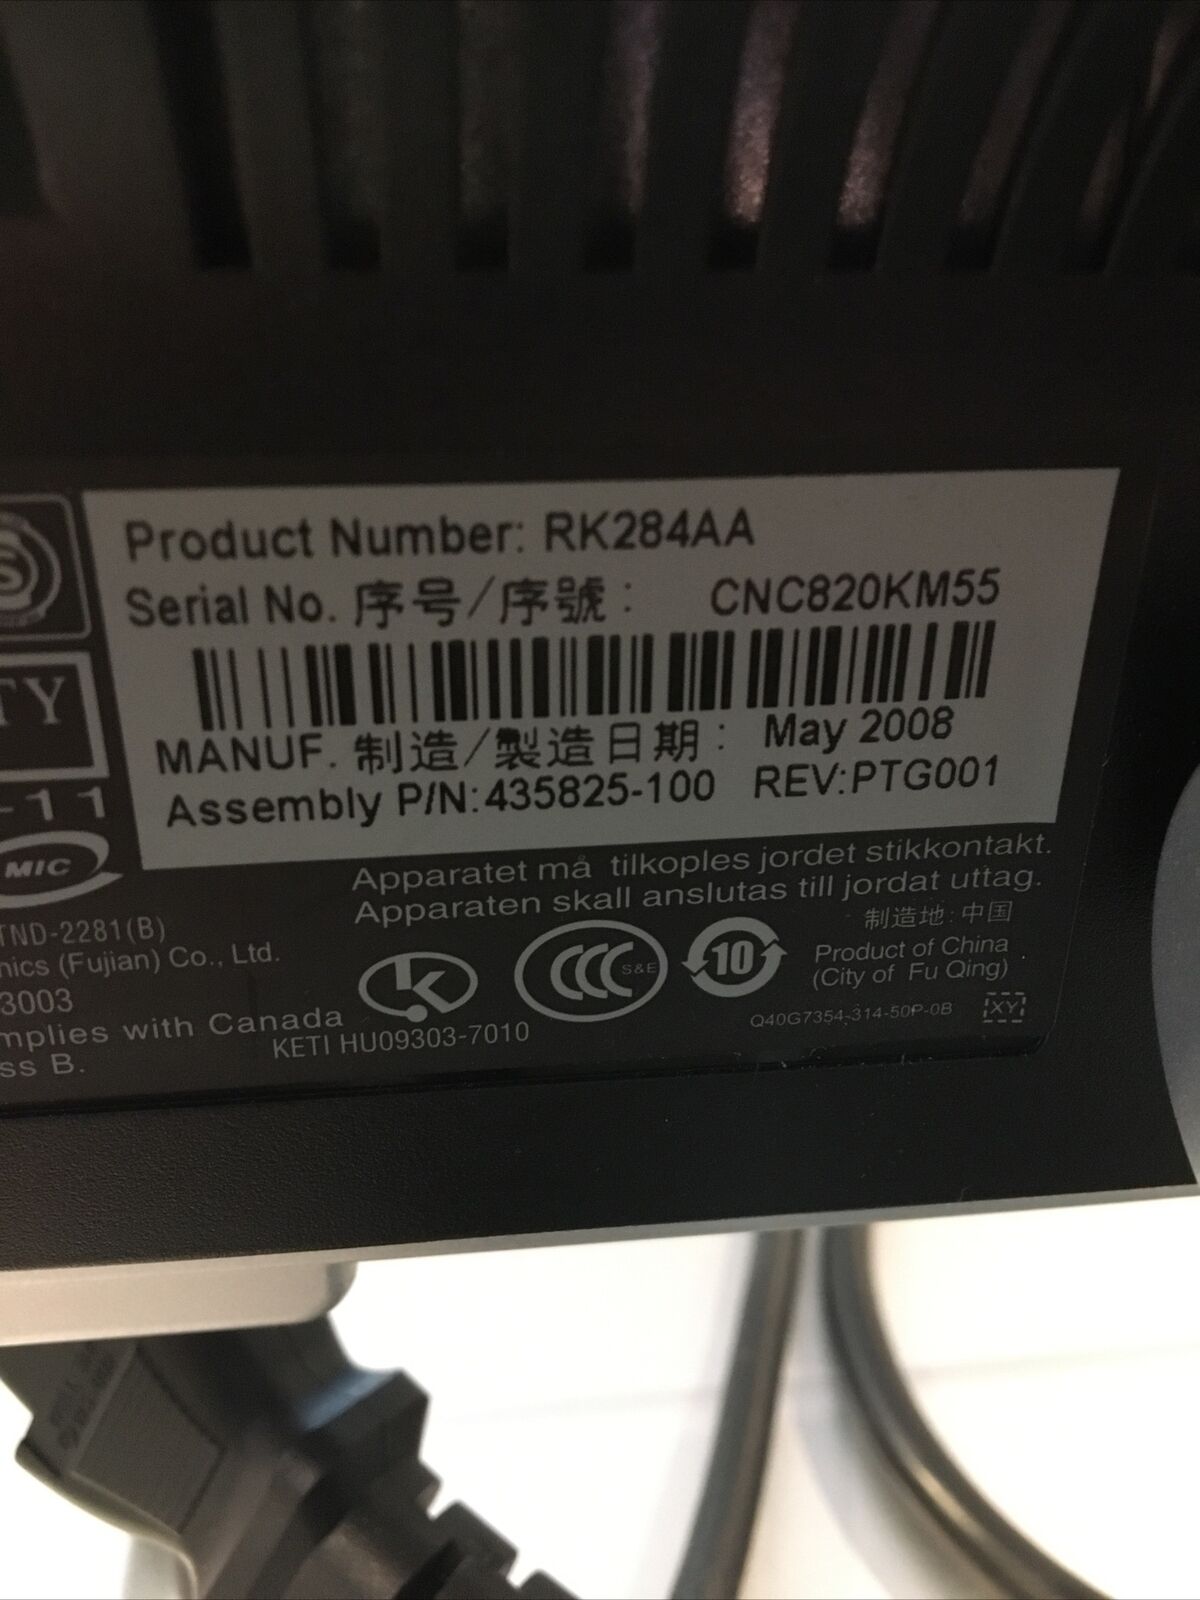 Product Number: RK284AA
Serial No. 序号/序號: CNC820KM55
MANUF. 制造/製造日期: May 2008
Assembly P/N:435825-100 REV:PTG001
S
TY
-11
MIC
Apparatet må tilkoples jordet stikkontakt.
Apparaten skall anslutas till jordat uttag.
TND-2281(B)
nics (Fujian) Co., Ltd.
3003
mplies with Canada
ss B.
KETI HU09303-7010
CCC S&E
10
制造地:中国
Product of China
(City of Fu Qing)
Q40G7354-314-50P-0B
XY